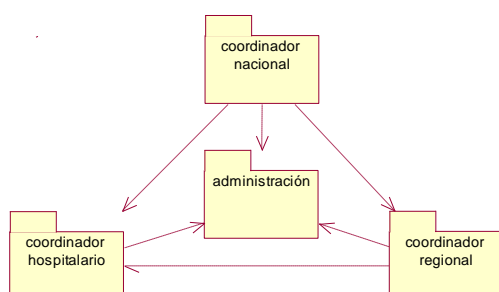 coordinador
nacional
administración
coordinador
hospitalario
coordinador
regional